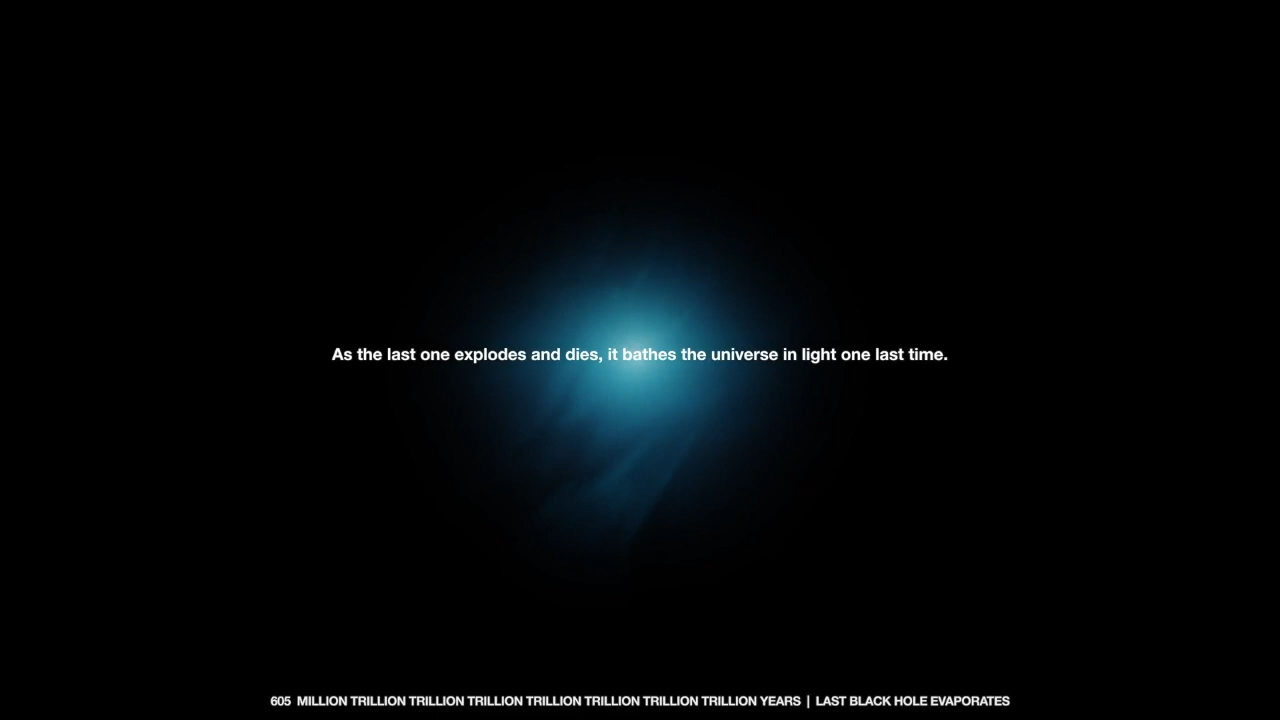 As the last one explodes and dies, it bathes the universe in light one last time.
605 MILLION TRILLION TRILLION TRILLION TRILLION TRILLION TRILLION TRILLION YEARS | LAST BLACK HOLE EVAPORATES